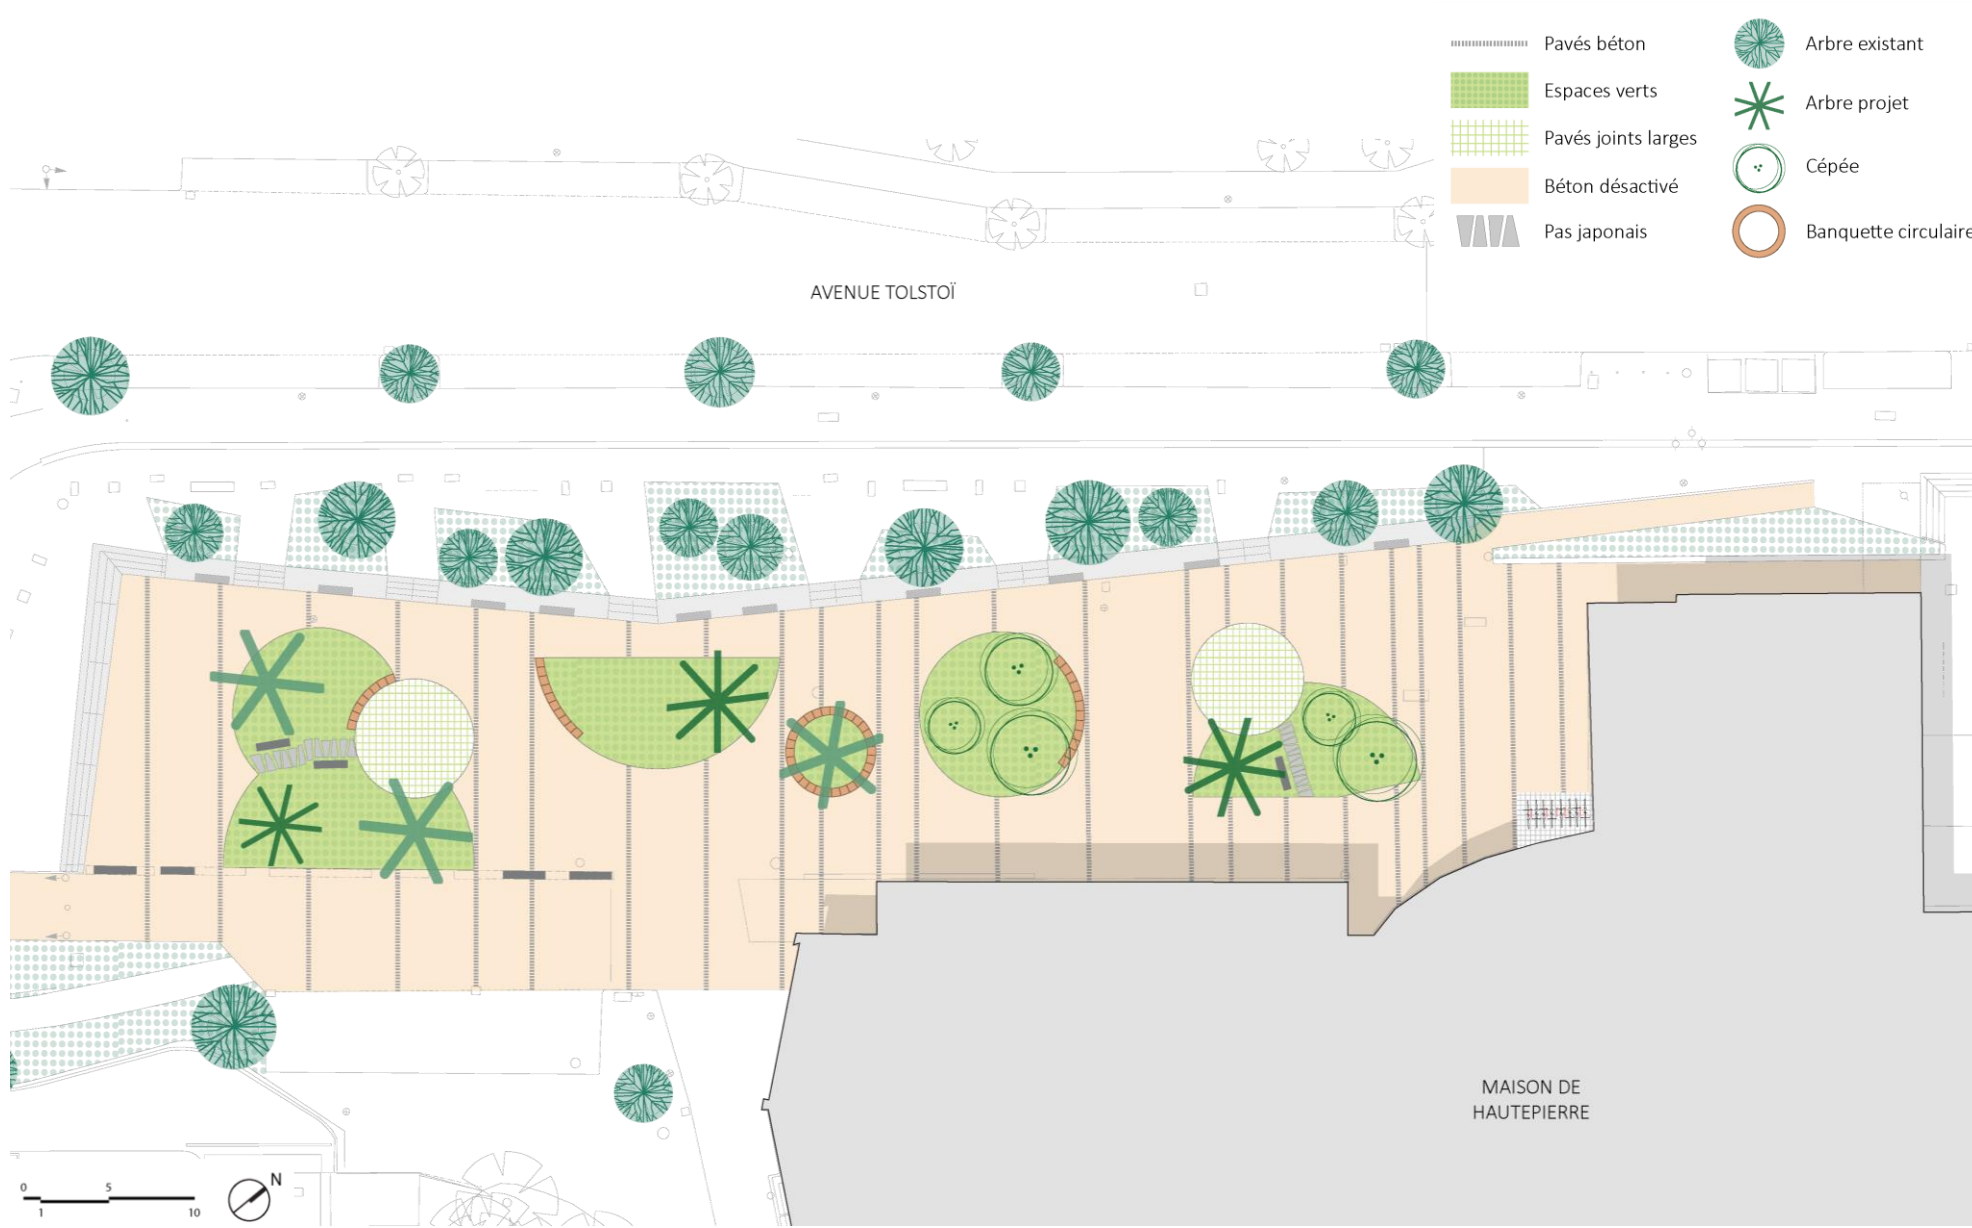 Pavés béton
Espaces verts
Pavés joints larges
Béton désactivé
Pas japonais
Arbre existant
Arbre projet
Cépée
Banquette circulaire
AVENUE TOLSTOÏ
MAISON DE
HAUTEPIERRE
0 5
1 10
N